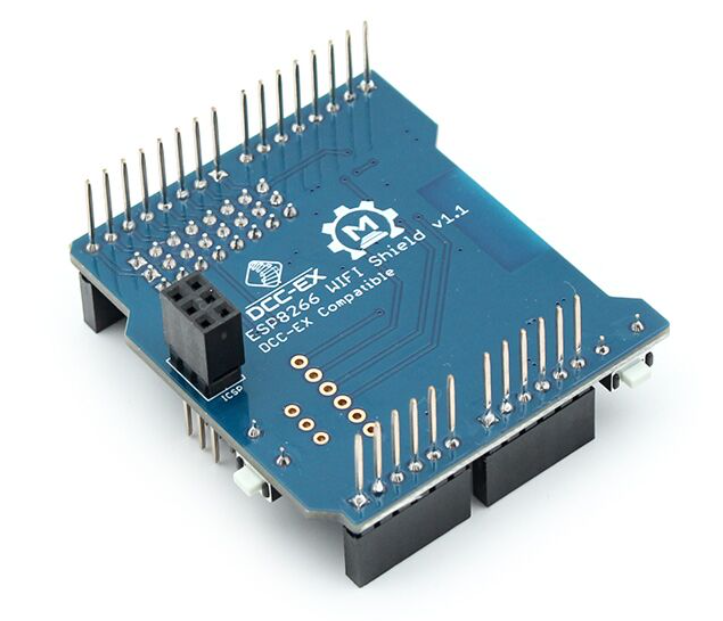 M
DCC-EX
ESP8266 WIFI Shield v1.1
DCC-EX Compatible
ICSP